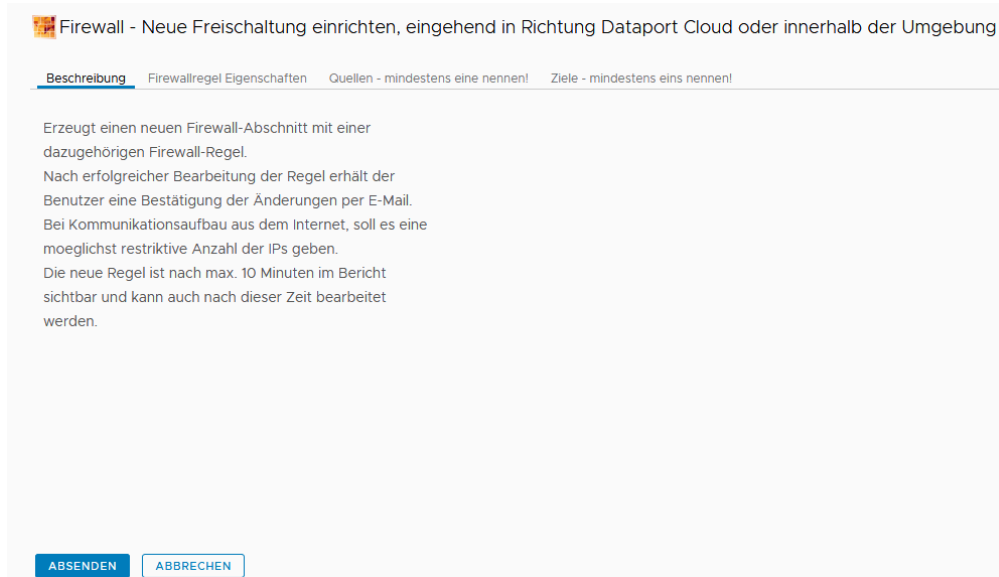 Firewall - Neue Freischaltung einrichten, eingehend in Richtung Dataport Cloud oder innerhalb der Umgebung
Beschreibung Firewallregel Eigenschaften Quellen - mindestens eine nennen! Ziele - mindestens eins nennen!
Erzeugt einen neuen Firewall-Abschnitt mit einer
dazugehörigen Firewall-Regel.
Nach erfolgreicher Bearbeitung der Regel erhält der
Benutzer eine Bestätigung der Änderungen per E-Mail.
Bei Kommunikationsaufbau aus dem Internet, soll es eine
moeglichst restriktive Anzahl der IPs geben.
Die neue Regel ist nach max. 10 Minuten im Bericht
sichtbar und kann auch nach dieser Zeit bearbeitet
werden.
ABSENDEN ABBRECHEN